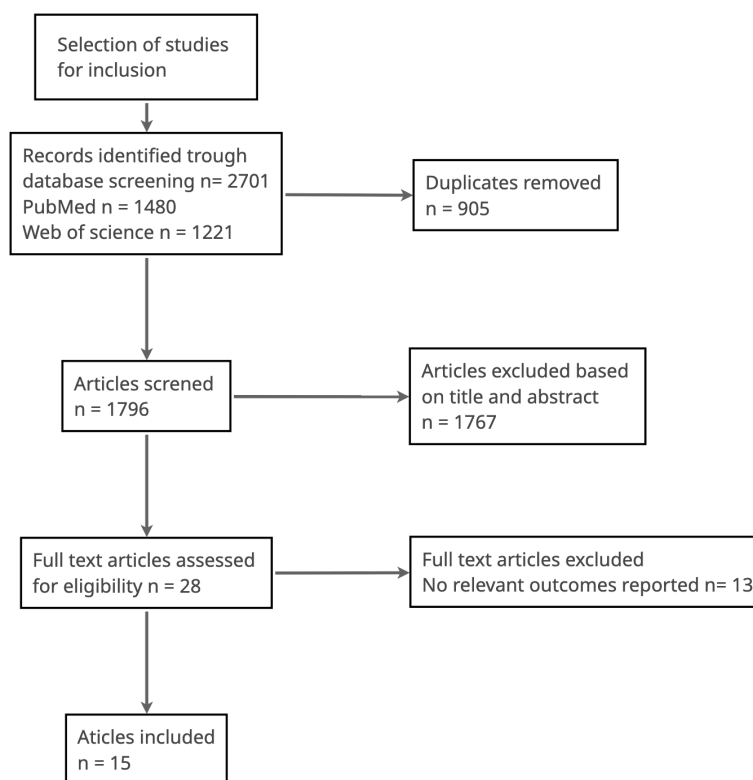 Selection of studies
for inclusion
Records identified trough
database screening n= 2701
PubMed n = 1480
Web of science n = 1221
Duplicates removed
n = 905
Articles screned
n = 1796
Articles excluded based
on title and abstract
n = 1767
Full text articles assessed
for eligibility n = 28
Full text articles excluded
No relevant outcomes reported n= 13
Aticles included
n = 15